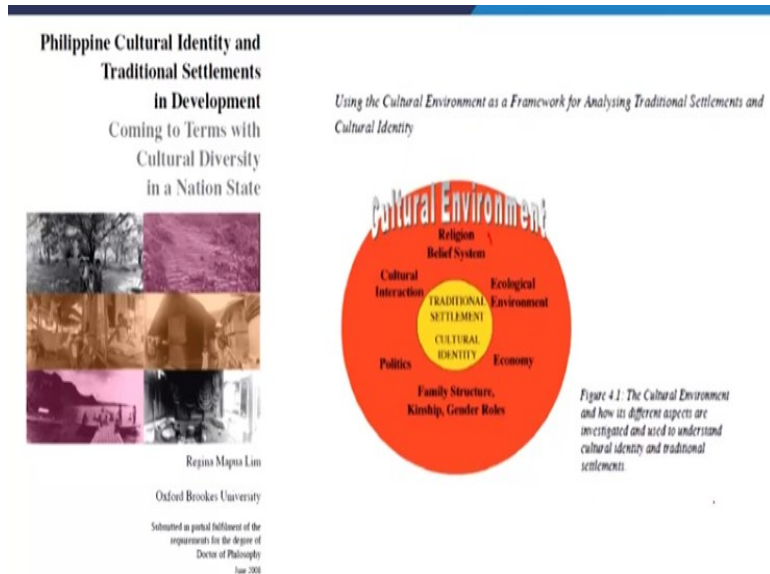 Philippine Cultural Identity and
Traditional Settlements
in Development
Coming to Terms with
Cultural Diversity
in a Nation State
Regina Mapua Lim
Oxford Brookes University
Submitted in partial fulfilment of the
requirements for the degree of
Doctor of Philosophy
June 2008
Using the Cultural Environment as a Framework for Analysing Traditional Settlements and
Cultural Identity
Cultural Environment
Religion
Belief System
Cultural
Interaction
Ecological
Environment
TRADITIONAL
SETTLEMENT
CULTURAL
IDENTITY
Politics
Economy
Family Structure,
Kinship, Gender Roles
Figure 4.1: The Cultural Environment
and how its different aspects are
investigated and used to understand
cultural identity and traditional
settlements.